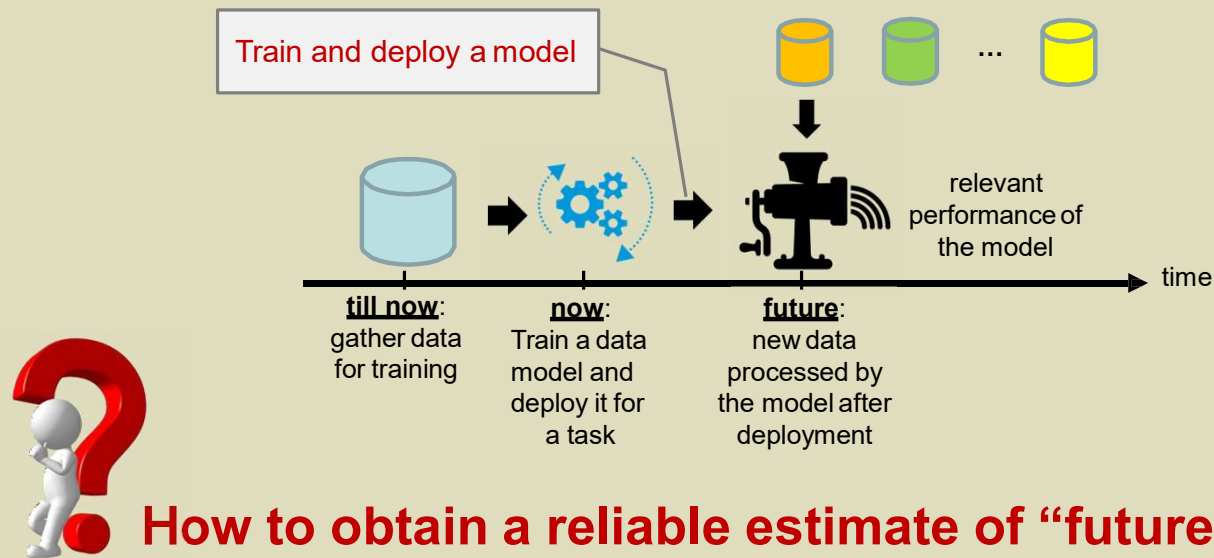 Train and deploy a model
...
relevant
performance of
the model
time
till now:
gather data
for training
now:
Train a data
model and
deploy it for
a task
future:
new data
processed by
the model after
deployment
How to obtain a reliable estimate of “future